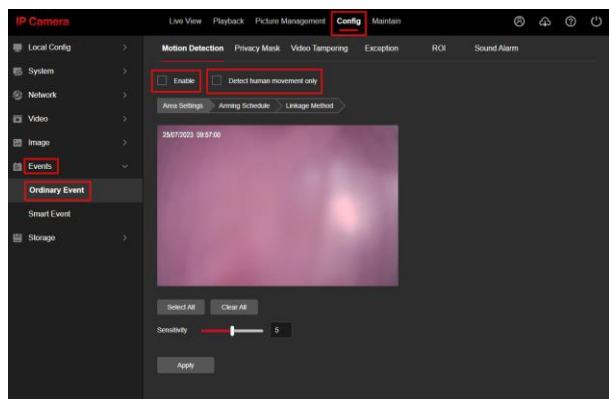 IP Camera
Live View Playback Picture Management Config Maintain
Local Config
System
Network
Video
Image
Events
Ordinary Event
Smart Event
Storage
Motion Detection Privacy Mask Video Tampering Exception ROI Sound Alarm
Enable Detect human movement only
Area Settings Arming Schedule Linkage Method
25/07/2023 09:57:00
Select All Clear All
Sensitivity 5
Apply